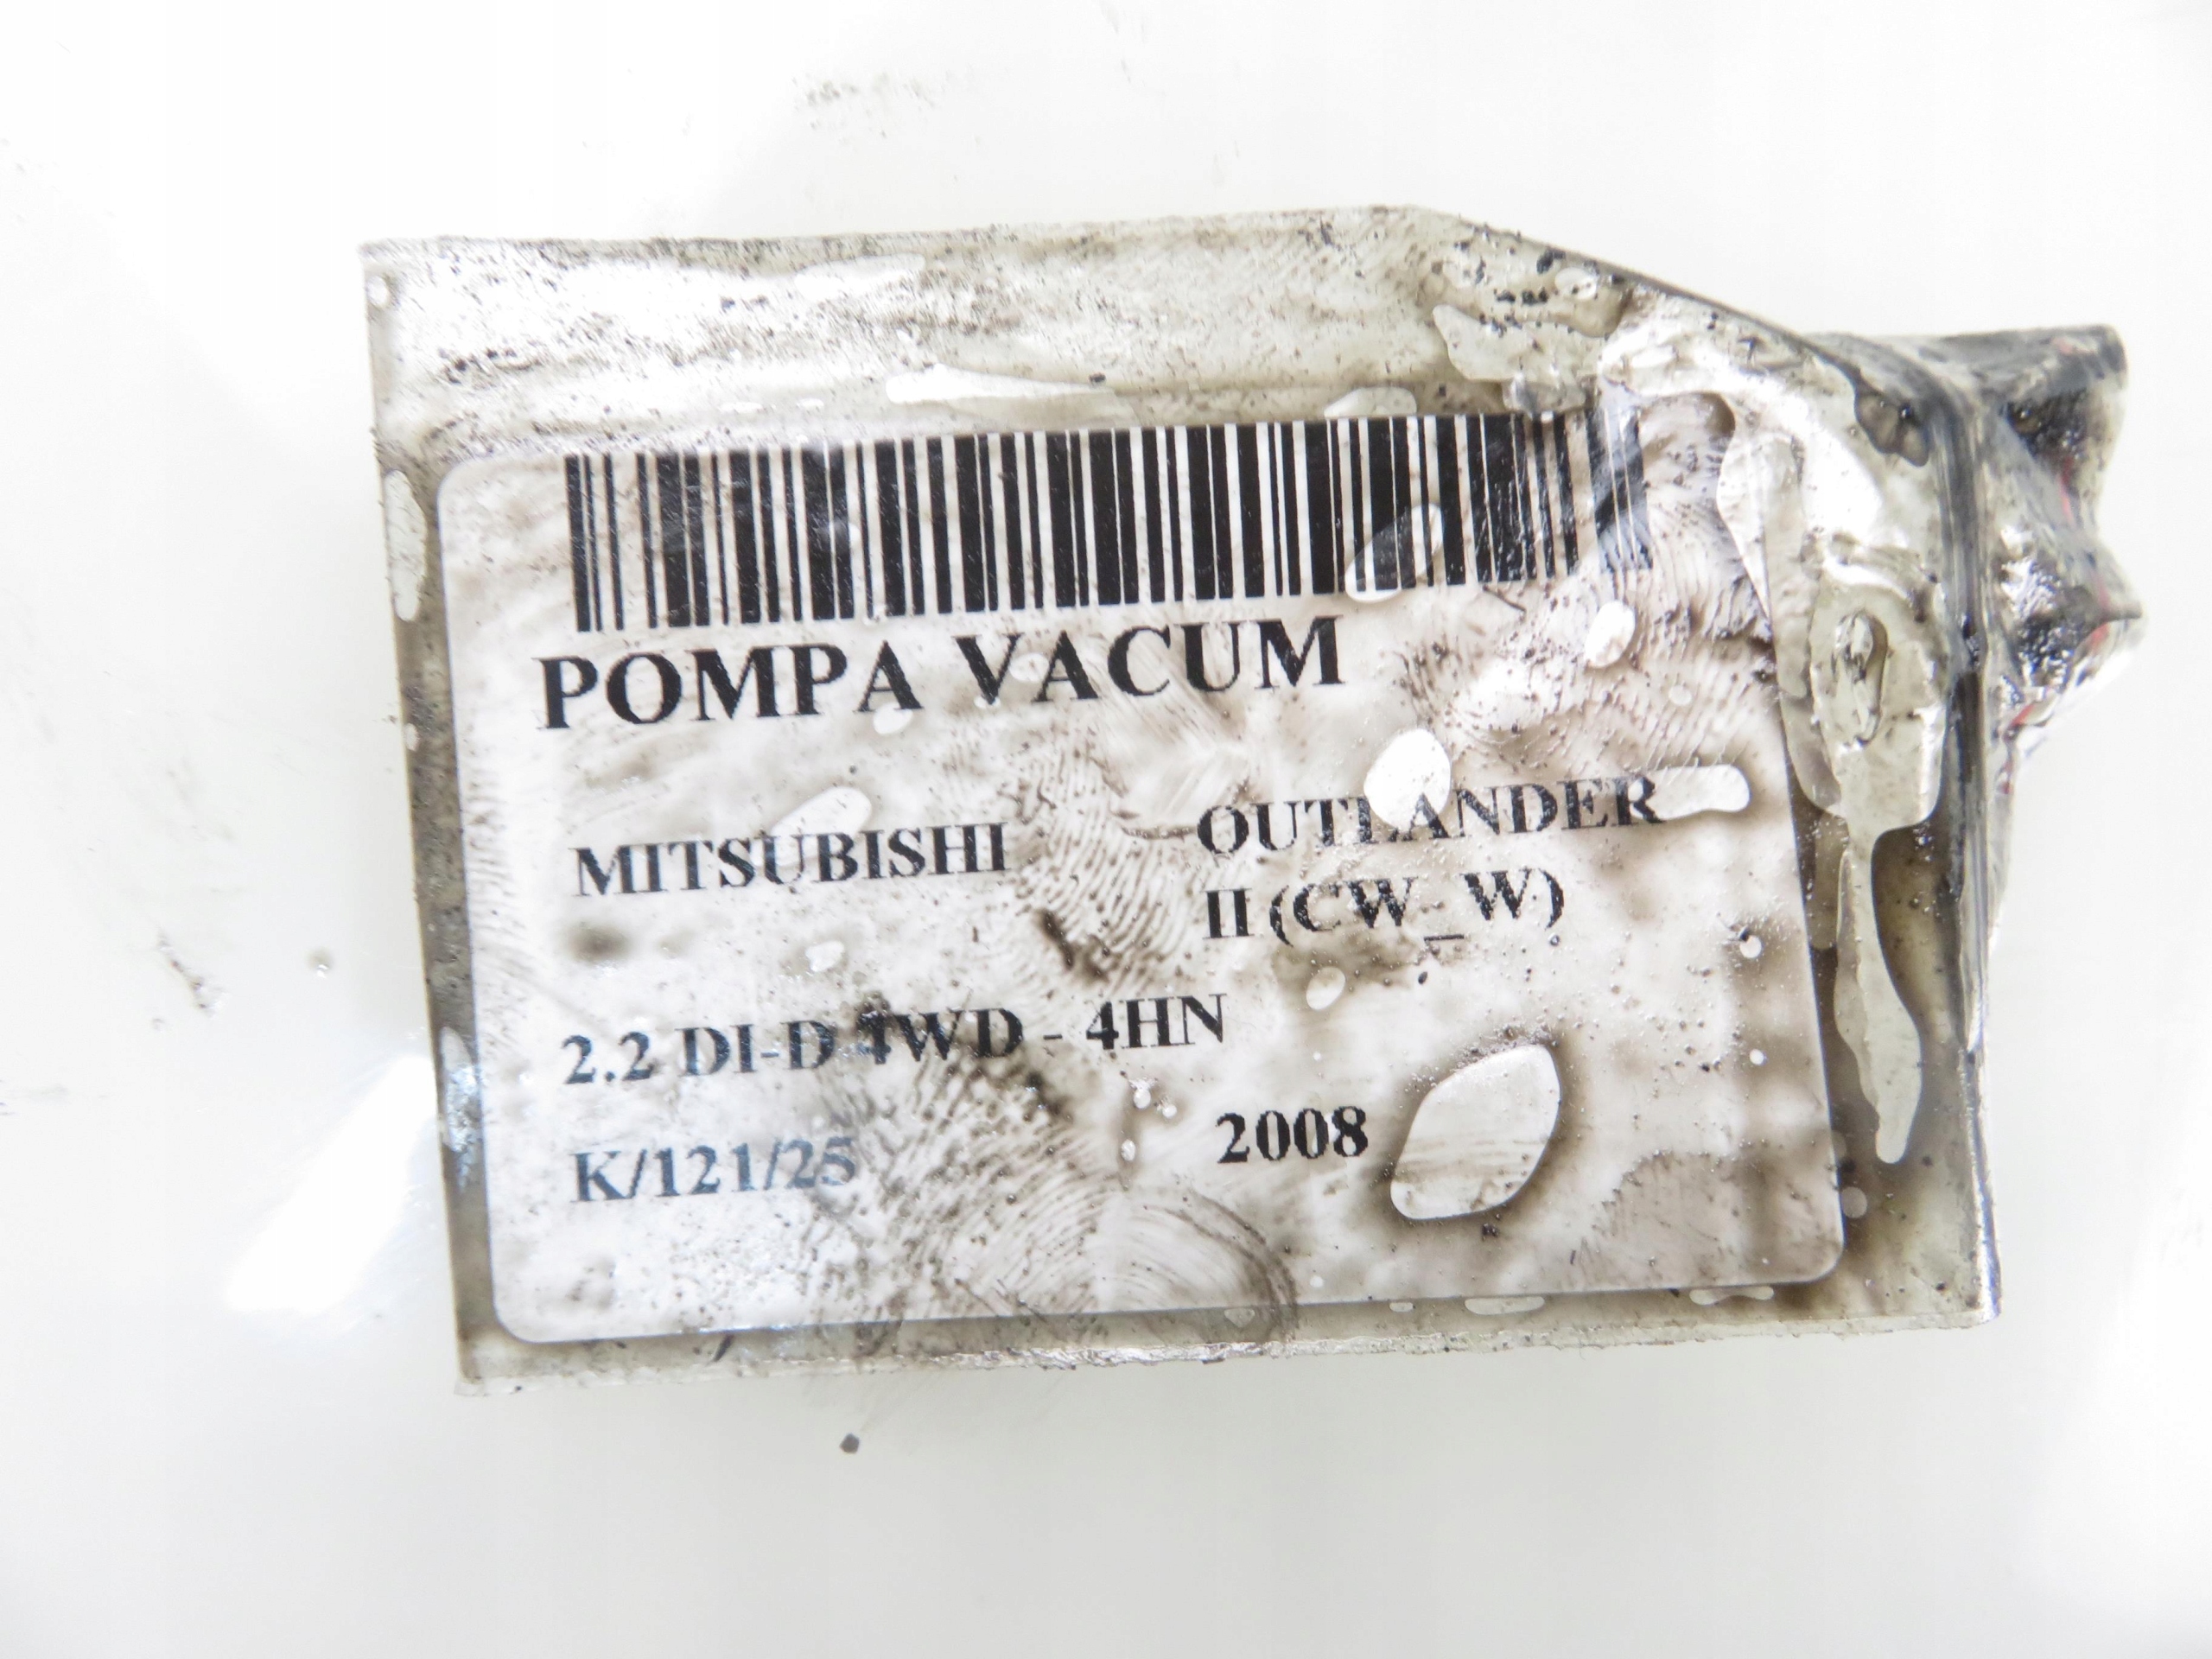 POMPA VACUM
MITSUBISHI OUTLANDER
II (CW_W)
2.2 DI-D 4WD - 4HN
K/121/25 2008